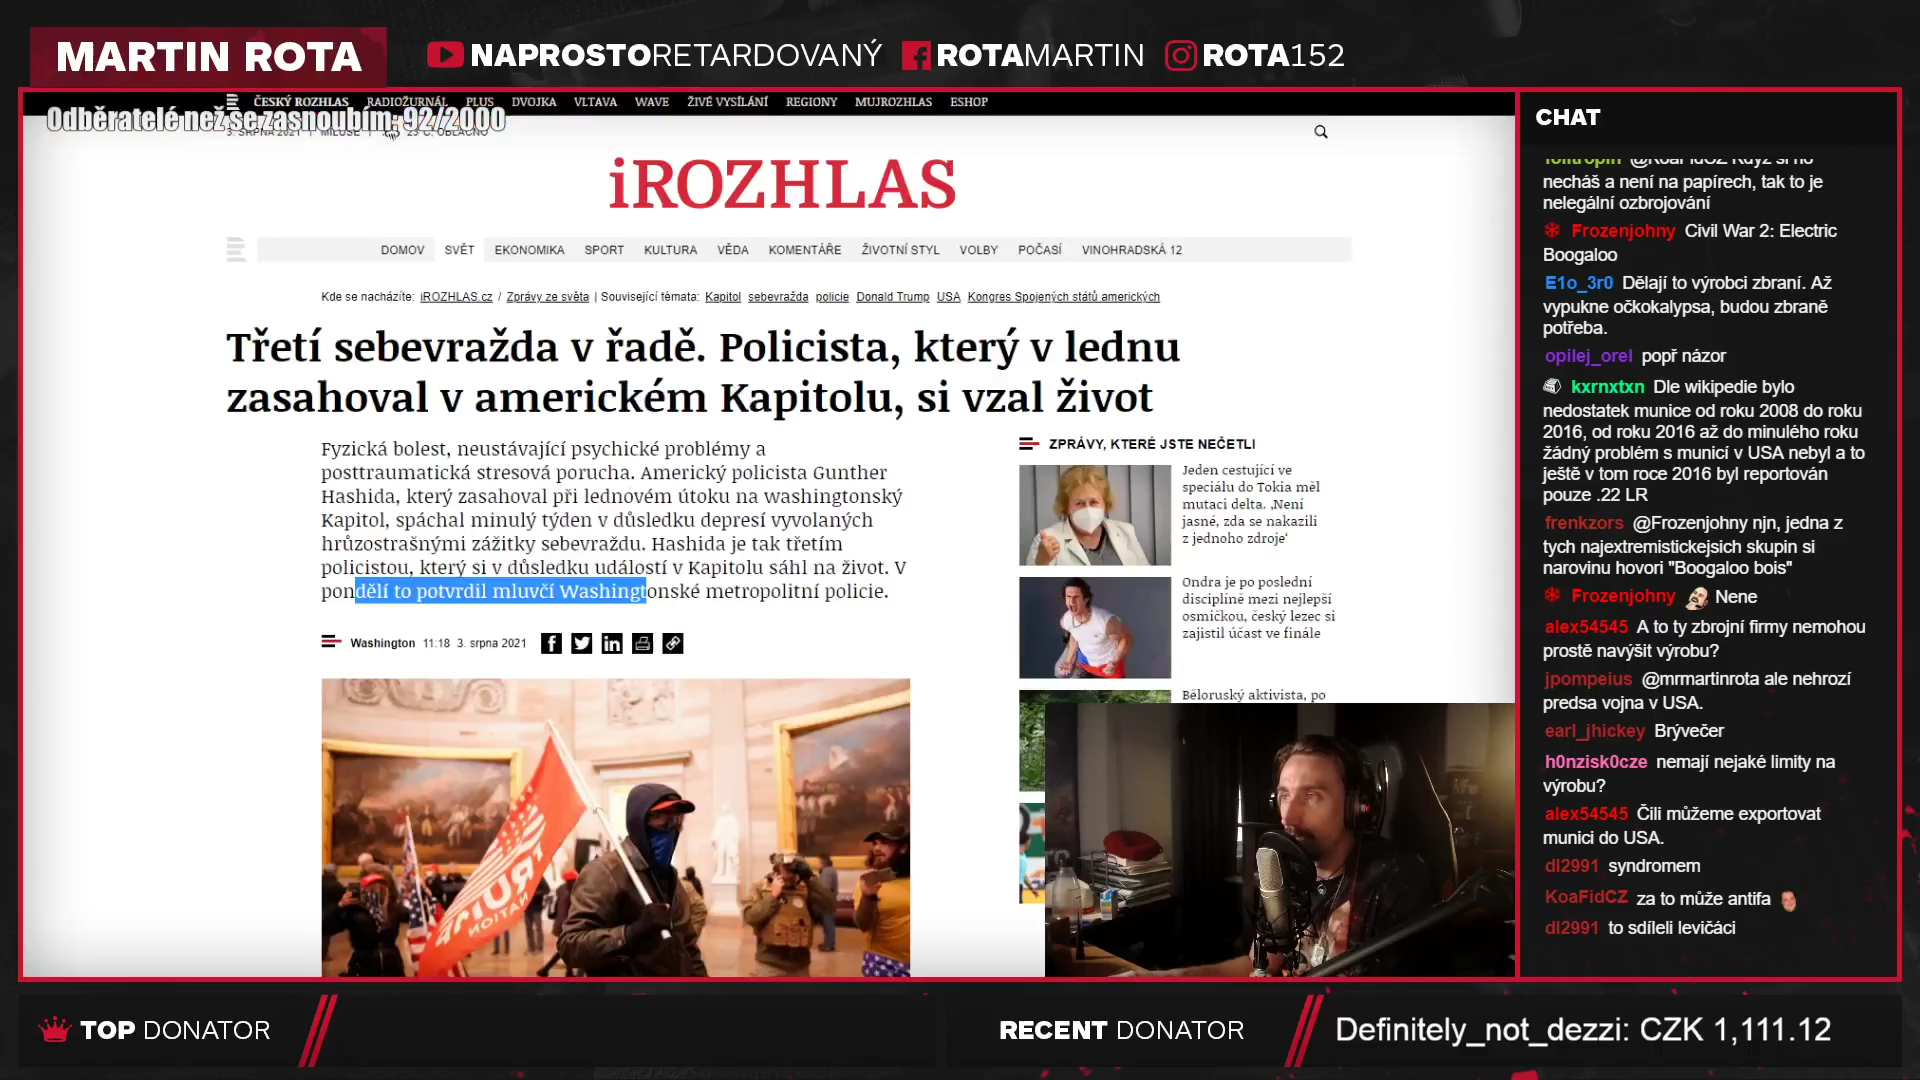 MARTIN ROTA
NAPROSTORETARDOVANÝ
ROTAMARTIN
ROTA152
ČESKÝ ROZHLAS RADIOŽURNÁL PLUS DVOJKA VLTAVA WAVE ŽIVÉ VYSÍLÁNÍ REGIONY MUJROZHLAS ESHOP
Odběratelé než se zasnoubím: 92/2000
3. SRPNA 2021 | MILUŠE | 23°C, OBLAČNO
iROZHLAS
DOMOV SVĚT EKONOMIKA SPORT KULTURA VĚDA KOMENTÁŘE ŽIVOTNÍ STYL VOLBY POČASÍ VINOHRADSKÁ 12
Kde se nacházíte: iROZHLAS.cz / Zprávy ze světa | Související témata: Kapitol sebevražda policie Donald Trump USA Kongres Spojených států amerických
Třetí sebevražda v řadě. Policista, který v lednu
zasahoval v americkém Kapitolu, si vzal život
Fyzická bolest, neustávající psychické problémy a
posttraumatická stresová porucha. Americký policista Gunther
Hashida, který zasahoval při lednovém útoku na washingtonský
Kapitol, spáchal minulý týden v důsledku depresí vyvolaných
hrůzostrašnými zážitky sebevraždu. Hashida je tak třetím
policistou, který si v důsledku událostí v Kapitolu sáhl na život. V
pondělí to potvrdil mluvčí Washingtonské metropolitní policie.
Washington 11:18 3. srpna 2021
ZPRÁVY, KTERÉ JSTE NEČETLI
Jeden cestující ve
speciálu do Tokia měl
mutaci delta. ‚Není
jasné, zda se nakazili
z jednoho zdroje‘
Ondra je po poslední
disciplíně mezi nejlepší
osmičkou, český lezec si
zajistil účast ve finále
Běloruský aktivista, po
TRUMP
NATION
CHAT
@KoaFidCZ Když si ho
necháš a není na papírech, tak to je
nelegální ozbrojování
Frozenjohny Civil War 2: Electric
Boogaloo
E1o_3r0 Dělají to výrobci zbraní. Až
vypukne očkokalypsa, budou zbraně
potřeba.
opilej_orel popř názor
kxrnxtxn Dle wikipedie bylo
nedostatek munice od roku 2008 do roku
2016, od roku 2016 až do minulého roku
žádný problém s municí v USA nebyl a to
ještě v tom roce 2016 byl reportován
pouze .22 LR
frenkzors @Frozenjohny njn, jedna z
tych najextremistickejsich skupin si
narovinu hovori "Boogaloo bois"
Frozenjohny Nene
alex54545 A to ty zbrojní firmy nemohou
prostě navýšit výrobu?
jpompeius @mrmartinrota ale nehrozí
predsa vojna v USA.
earl_jhickey Brývečer
h0nzisk0cze nemají nejaké limity na
výrobu?
alex54545 Čili můžeme exportovat
munici do USA.
dl2991 syndromem
KoaFidCZ za to může antifa
dl2991 to sdíleli levičáci
TOP DONATOR
RECENT DONATOR
Definitely_not_dezzi: CZK 1,111.12